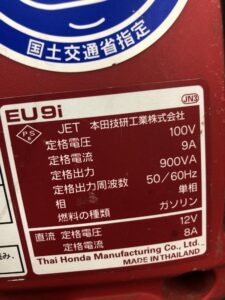 国土交通省指定
EU9i
JN3
PS
E
JET 本田技研工業株式会社
定格電圧 100V
定格電流 9A
定格出力 900VA
定格出力周波数 50/60Hz
相 単相
燃料の種類 ガソリン
直流 定格電圧 12V
定格電流 8A
Thai Honda Manufacturing Co., Ltd.
MADE IN THAILAND